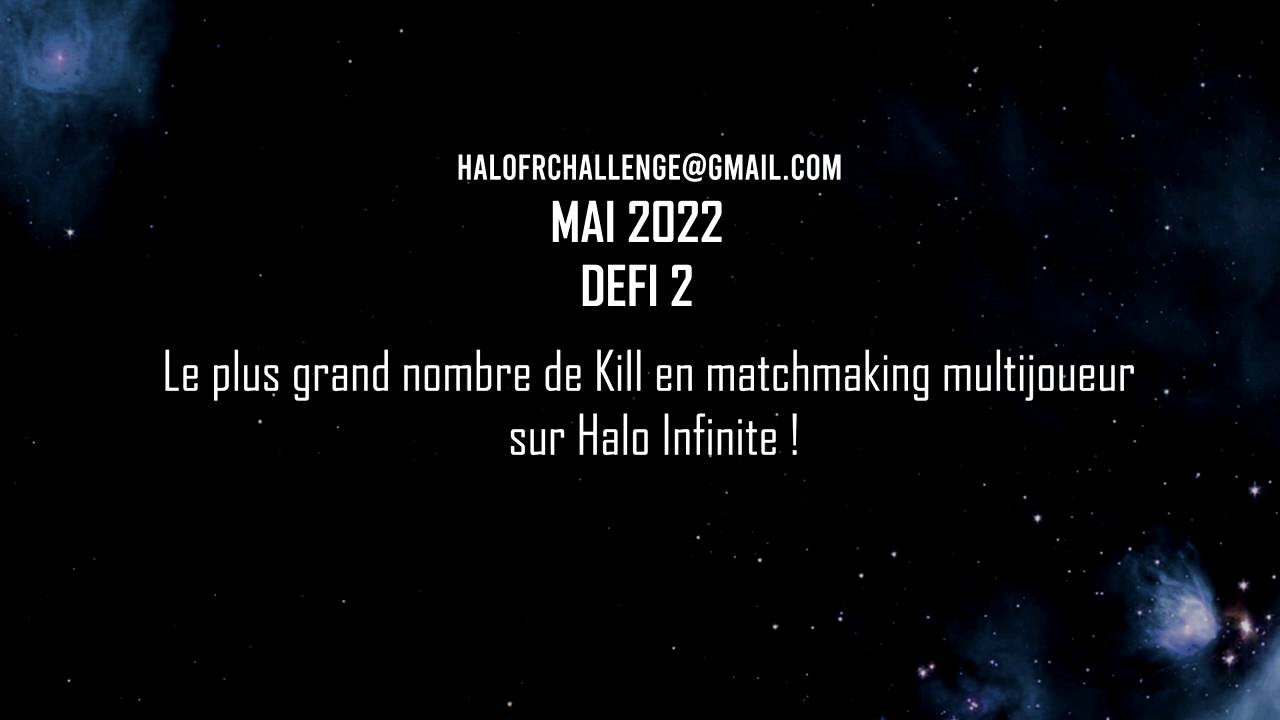 HALOFRCHALLENGE@GMAIL.COM
MAI 2022
DEFI 2
Le plus grand nombre de Kill en matchmaking multijoueur
sur Halo Infinite !